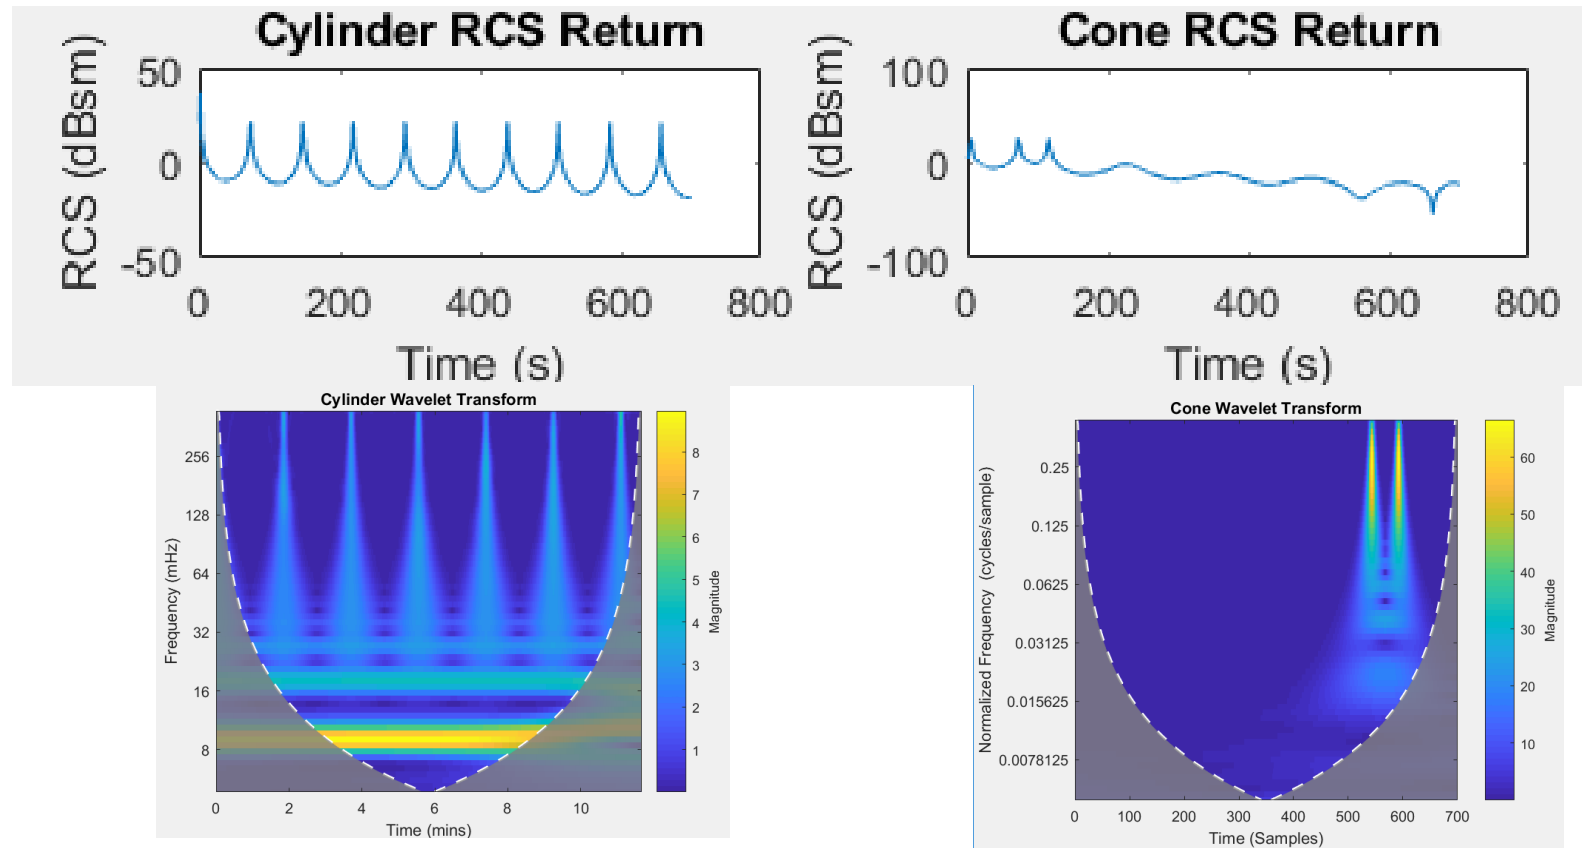 Cylinder RCS Return
RCS (dBsm)
50
0
-50
0 200 400 600 800
Time (s)
Cone RCS Return
RCS (dBsm)
100
0
-100
0 200 400 600 800
Time (s)
Cylinder Wavelet Transform
Frequency (mHz)
256
128
64
32
16
8
0 2 4 6 8 10
Time (mins)
8
7
6
5
4
3
2
1
Magnitude
Cone Wavelet Transform
Normalized Frequency (cycles/sample)
0.25
0.125
0.0625
0.03125
0.015625
0.0078125
0 100 200 300 400 500 600 700
Time (Samples)
60
50
40
30
20
10
Magnitude